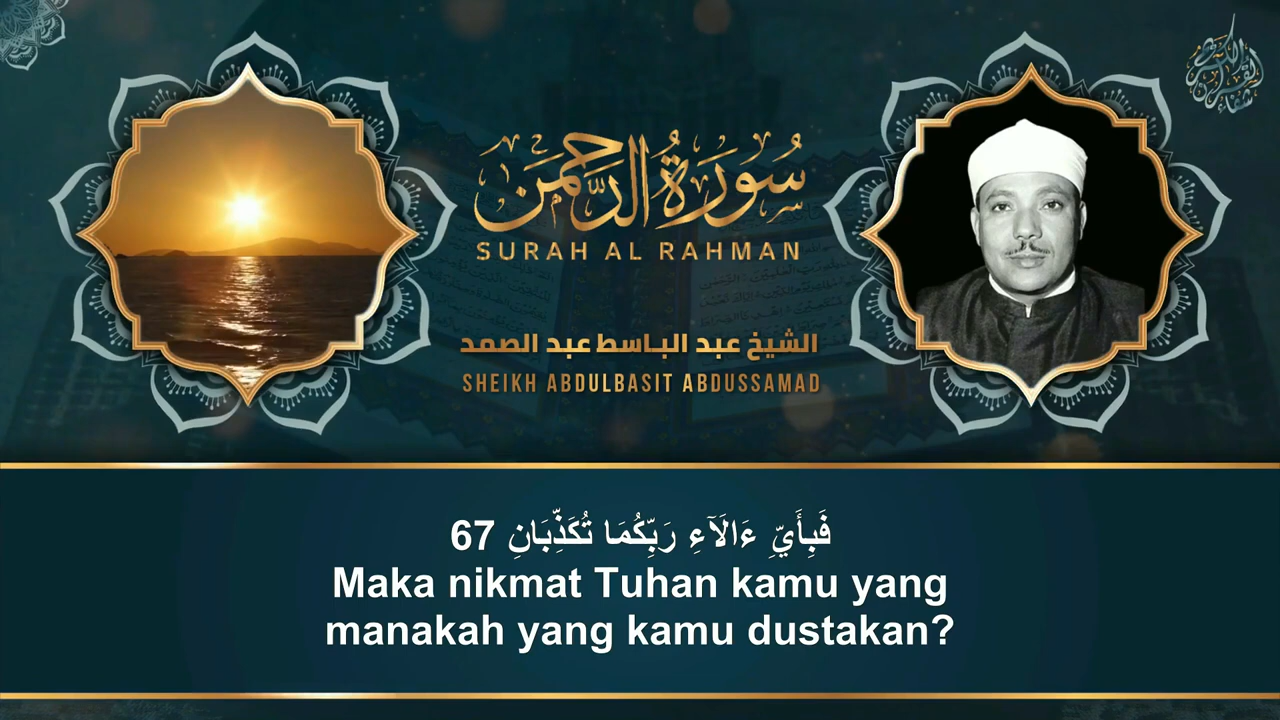 سُورَةُ الرَّحْمَن
SURAH AL RAHMAN
الشيخ عبد الباسط عبد الصمد
SHEIKH ABDULBASIT ABDUSSAMAD
فَبِأَيِّ ءَالَآءِ رَبِّكُمَا تُكَذِّبَانِ 67
Maka nikmat Tuhan kamu yang
manakah yang kamu dustakan?